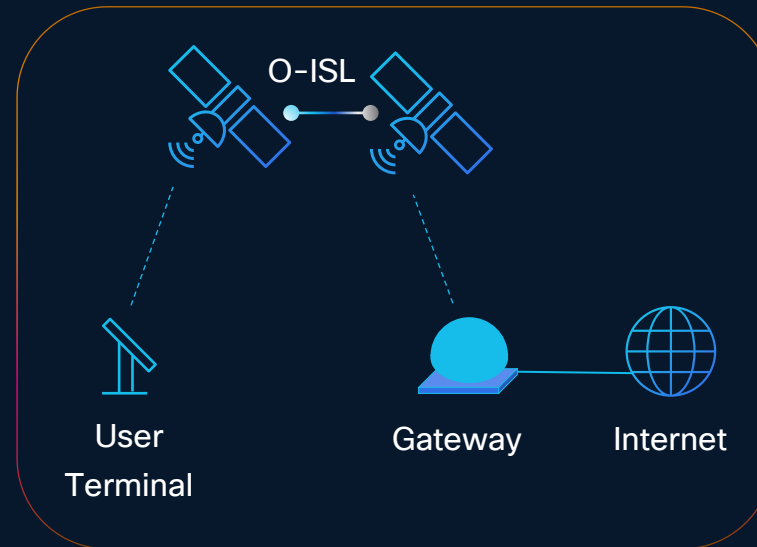 O-ISL
User
Terminal
Gateway
Internet